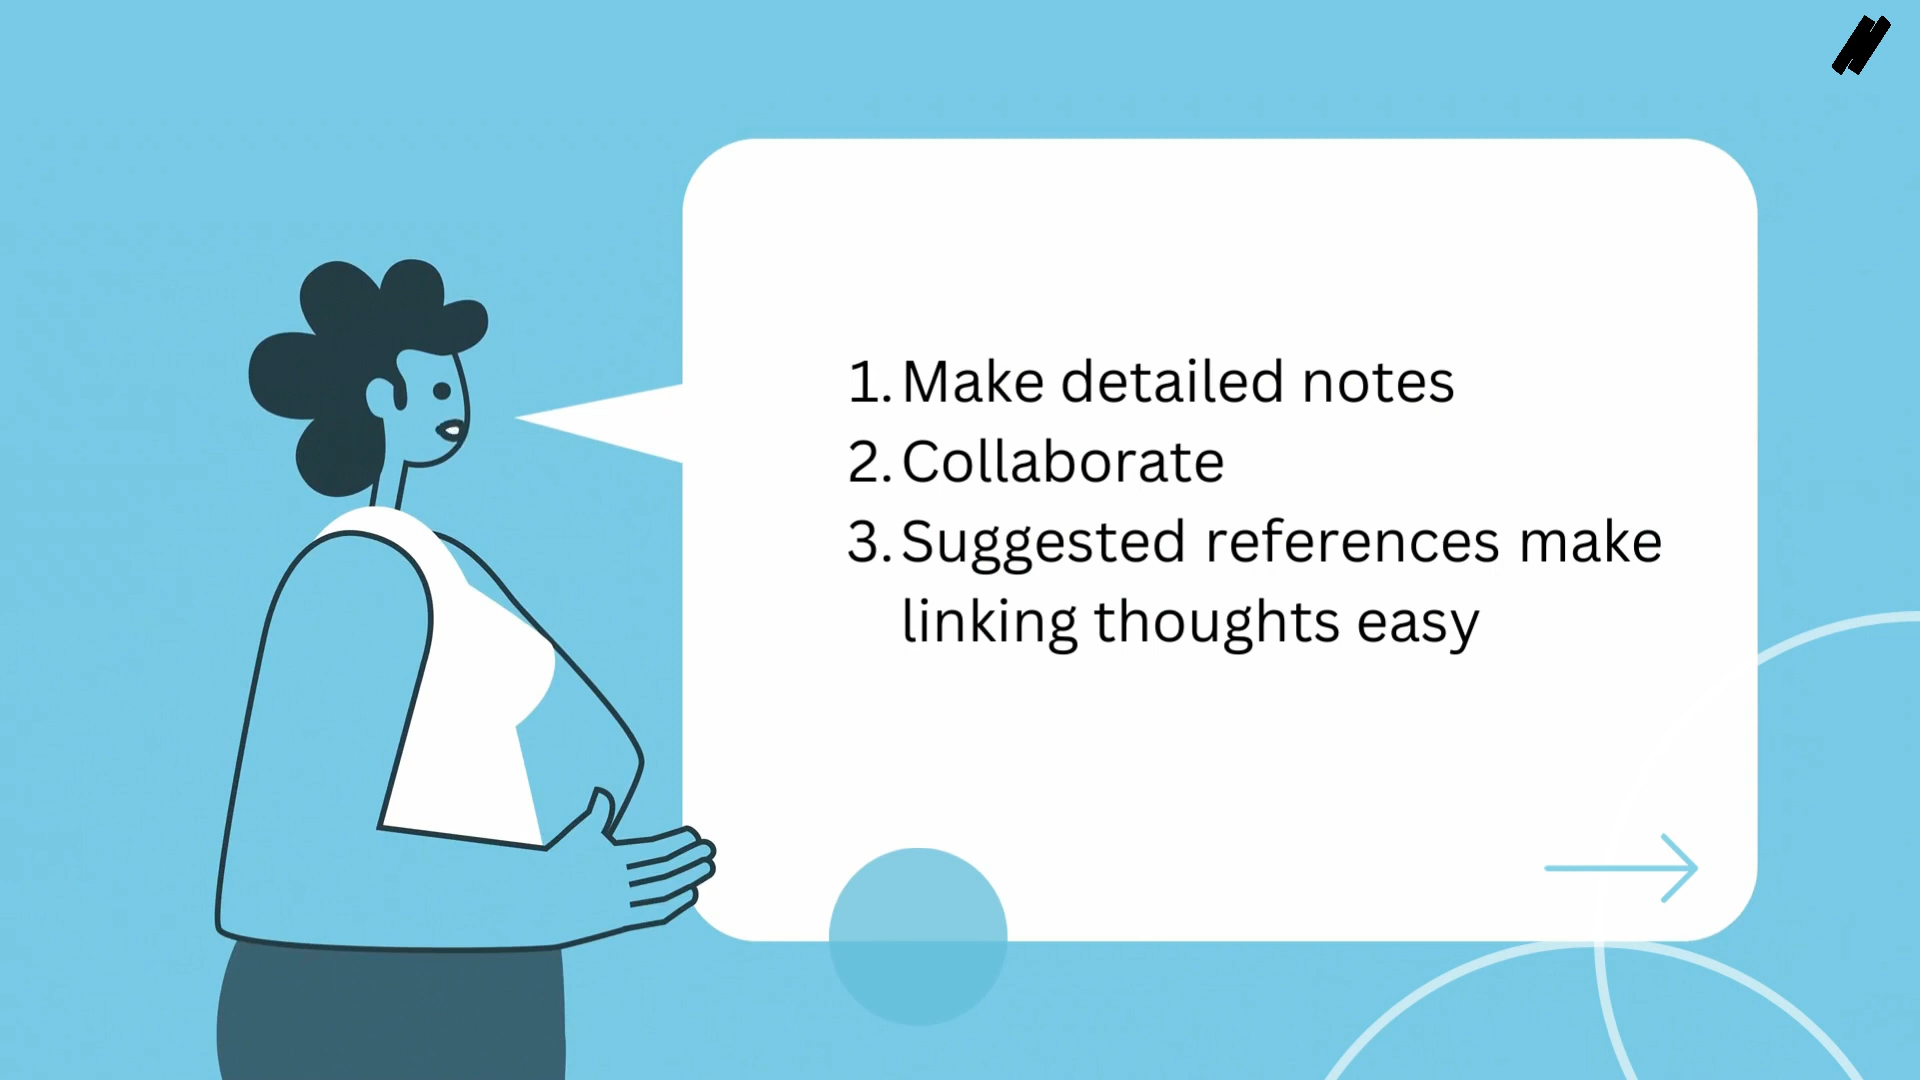 1. Make detailed notes
2. Collaborate
3. Suggested references make
linking thoughts easy